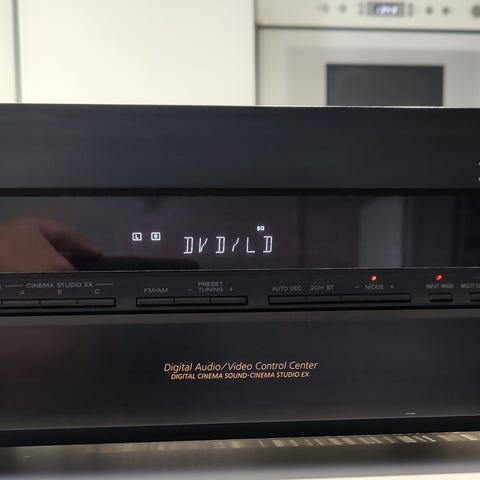 EQ
L R DVD/LD
CINEMA STUDIO EX
A B C
FM/AM
PRESET
− TUNING +
AUTO DEC 2CH ST − MODE +
INPUT MODE
Digital Audio/Video Control Center
DIGITAL CINEMA SOUND-CINEMA STUDIO EX